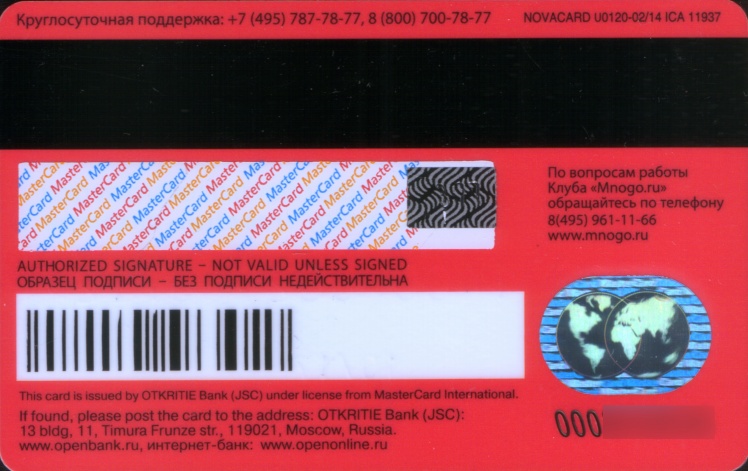 Круглосуточная поддержка: +7 (495) 787-78-77, 8 (800) 700-78-77
NOVACARD U0120-02/14 ICA 11937
MasterCard MasterCard MasterCard MasterCard
По вопросам работы
Клуба «Mnogo.ru»
обращайтесь по телефону
8(495) 961-11-66
www.mnogo.ru
AUTHORIZED SIGNATURE – NOT VALID UNLESS SIGNED
ОБРАЗЕЦ ПОДПИСИ – БЕЗ ПОДПИСИ НЕДЕЙСТВИТЕЛЬНА
This card is issued by OTKRITIE Bank (JSC) under license from MasterCard International.
If found, please post the card to the address: OTKRITIE Bank (JSC):
13 bldg, 11, Timura Frunze str., 119021, Moscow, Russia.
www.openbank.ru, интернет-банк: www.openonline.ru
000